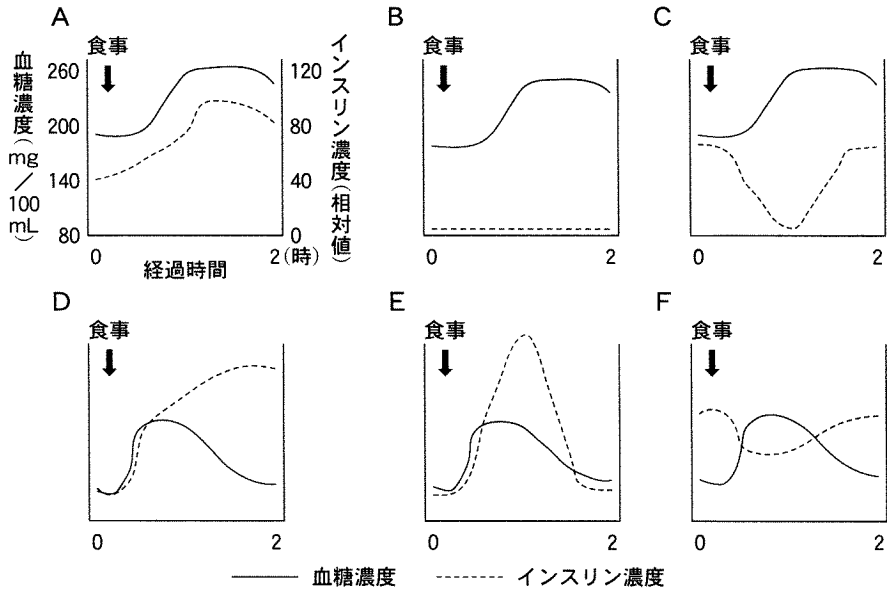 A
食事
血糖濃度(mg/100mL)
260
200
140
80
インスリン濃度(相対値)
120
80
40
0
0
経過時間
2(時)
B
食事
0
2
C
食事
0
2
D
食事
0
2
E
食事
0
2
F
食事
0
2
血糖濃度
インスリン濃度